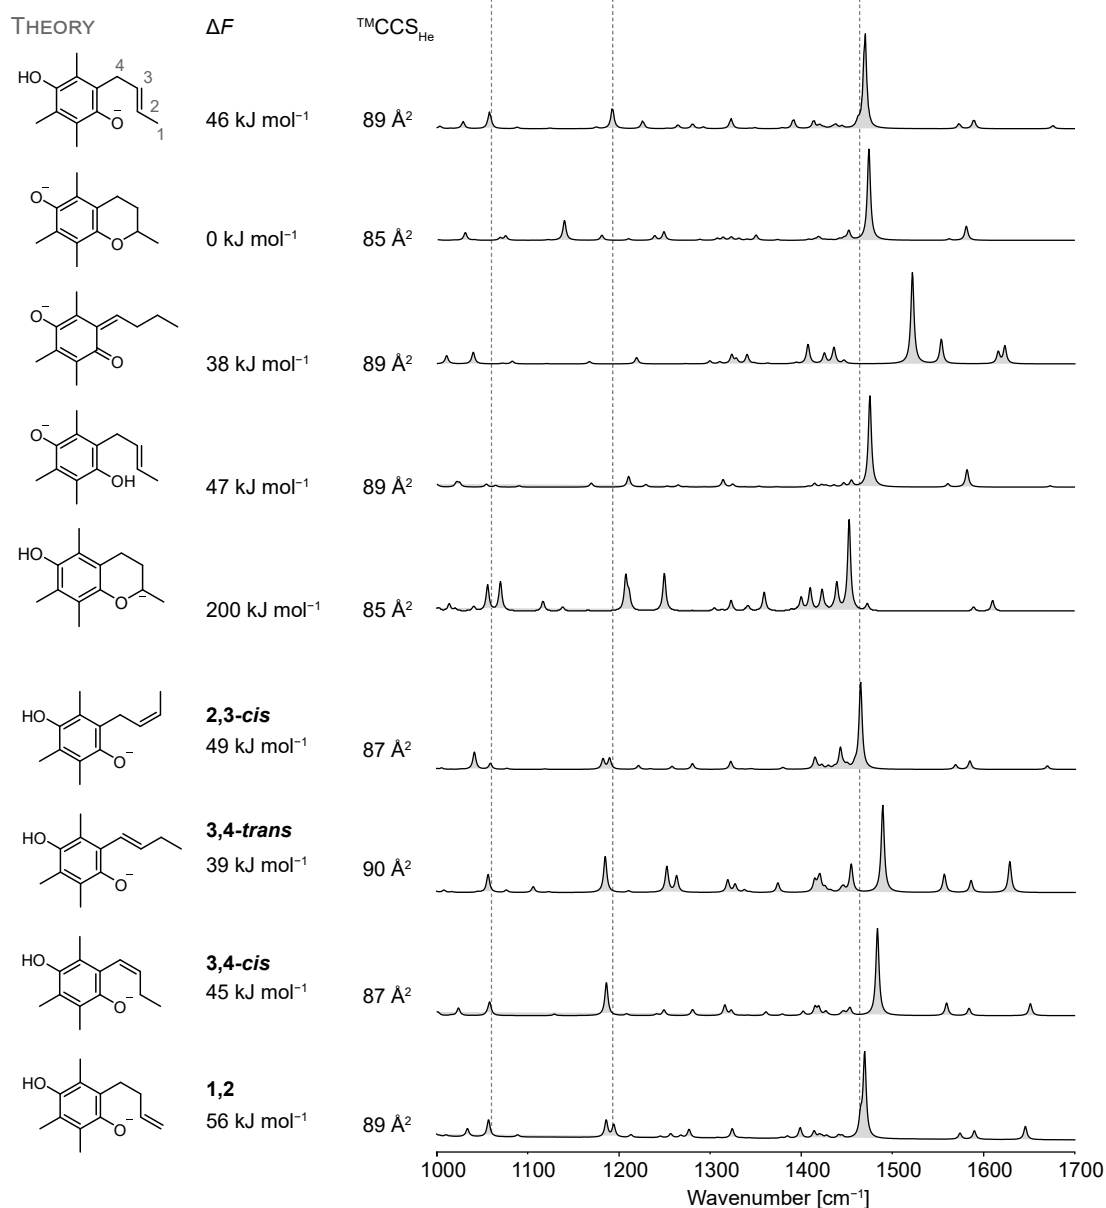 THEORY ΔF ™CCS_He
HO 4 3 2 1 O⁻ 46 kJ mol⁻¹ 89 Å²
O⁻ O 0 kJ mol⁻¹ 85 Å²
O⁻ O 38 kJ mol⁻¹ 89 Å²
O⁻ OH 47 kJ mol⁻¹ 89 Å²
HO O − 200 kJ mol⁻¹ 85 Å²
2,3-cis
HO O⁻ 49 kJ mol⁻¹ 87 Å²
3,4-trans
HO O⁻ 39 kJ mol⁻¹ 90 Å²
3,4-cis
HO O⁻ 45 kJ mol⁻¹ 87 Å²
1,2
HO O⁻ 56 kJ mol⁻¹ 89 Å²
1000 1100 1200 1300 1400 1500 1600 1700
Wavenumber [cm⁻¹]